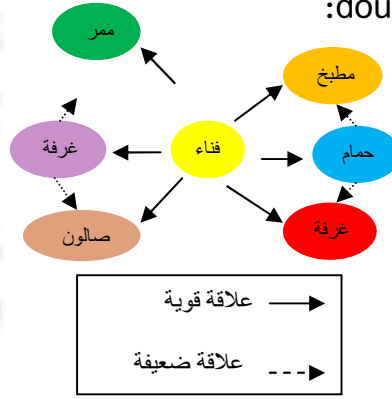 :dou
ممر
مطبخ
غرفة
فناء
حمام
صالون
غرفة
علاقة قوية
علاقة ضعيفة